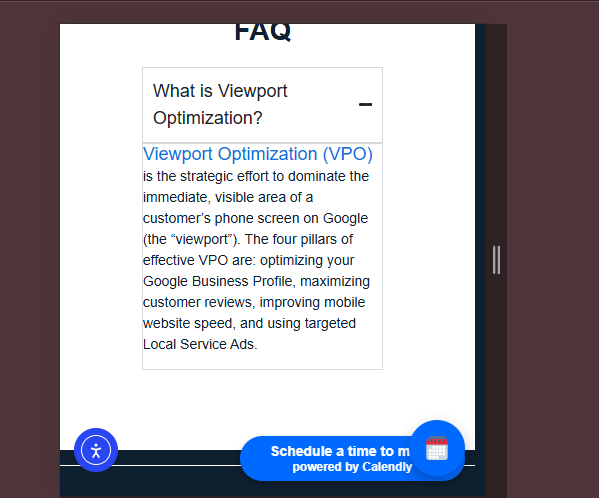 FAQ
What is Viewport
Optimization?
Viewport Optimization (VPO)
is the strategic effort to dominate the
immediate, visible area of a
customer’s phone screen on Google
(the “viewport”). The four pillars of
effective VPO are: optimizing your
Google Business Profile, maximizing
customer reviews, improving mobile
website speed, and using targeted
Local Service Ads.
Schedule a time to m
powered by Calendly